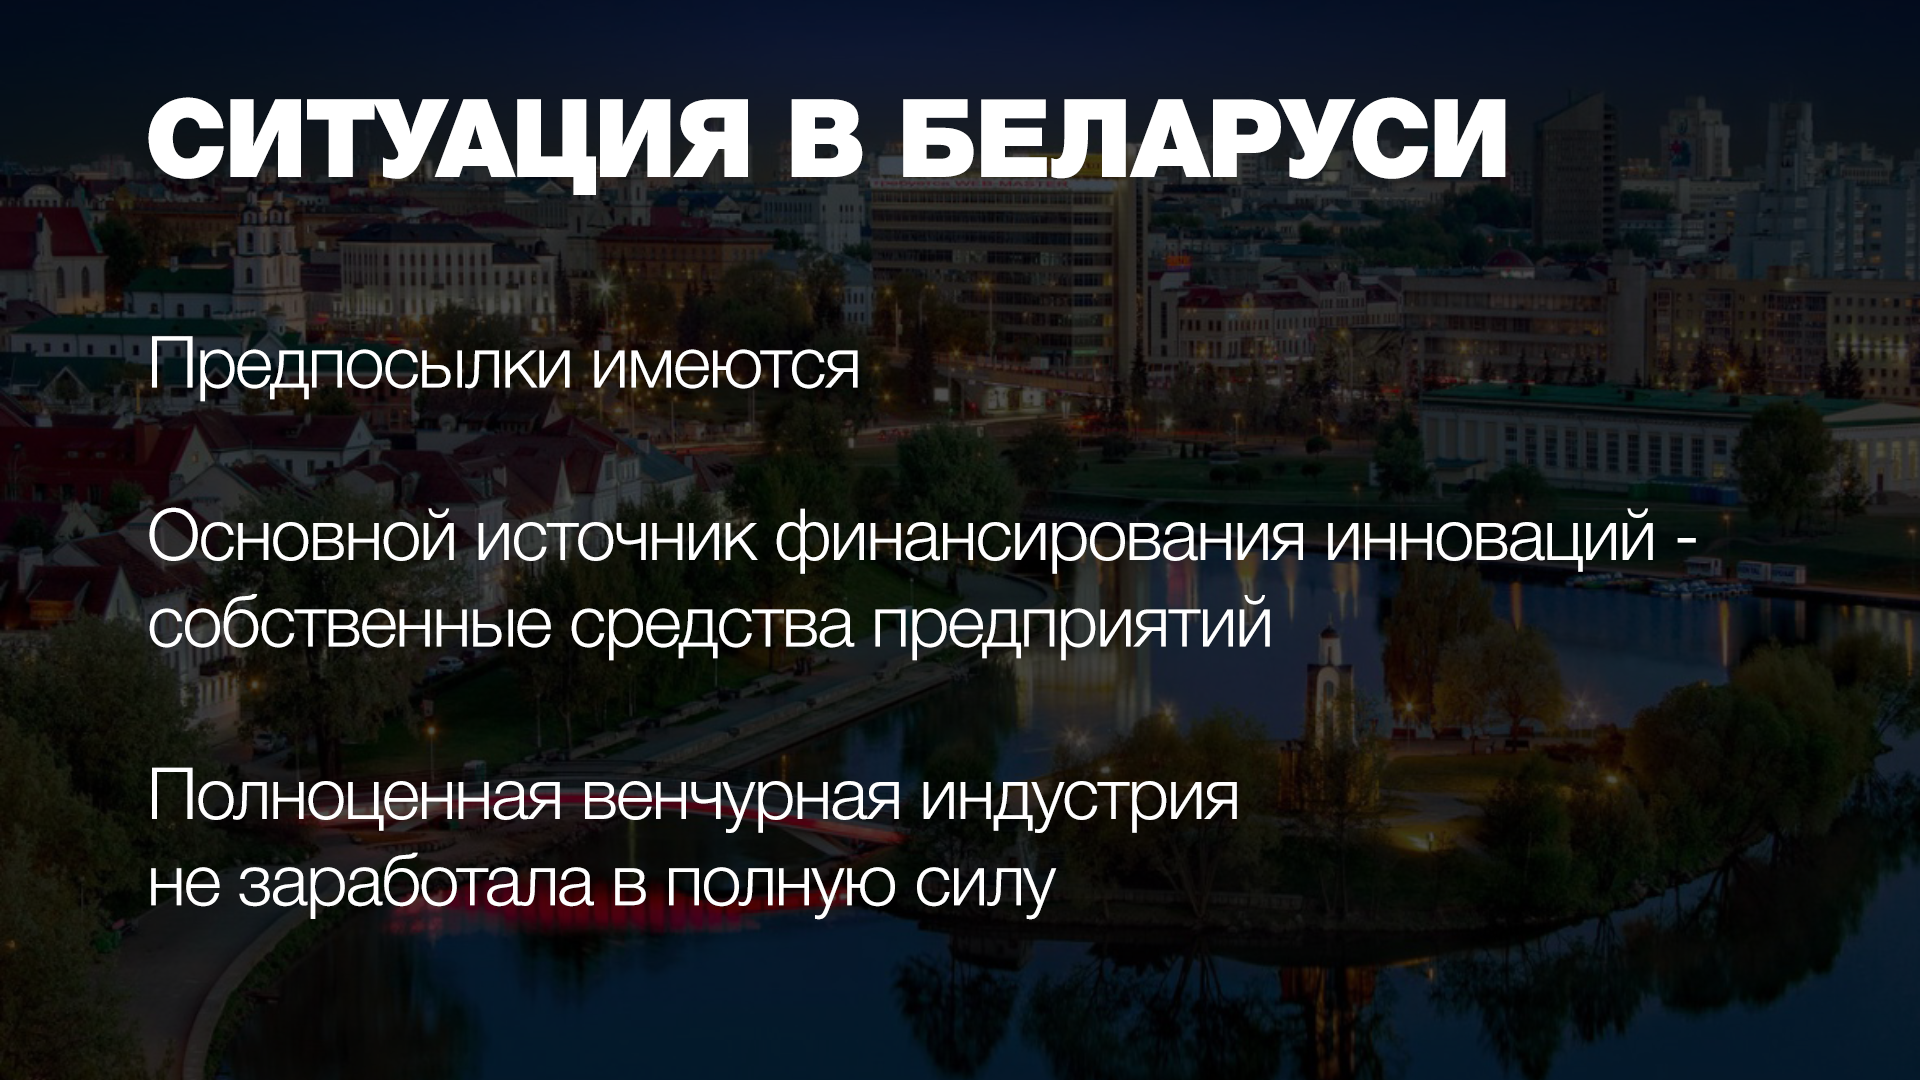 СИТУАЦИЯ В БЕЛАРУСИ
Предпосылки имеются
Основной источник финансирования инноваций -
собственные средства предприятий
Полноценная венчурная индустрия
не заработала в полную силу